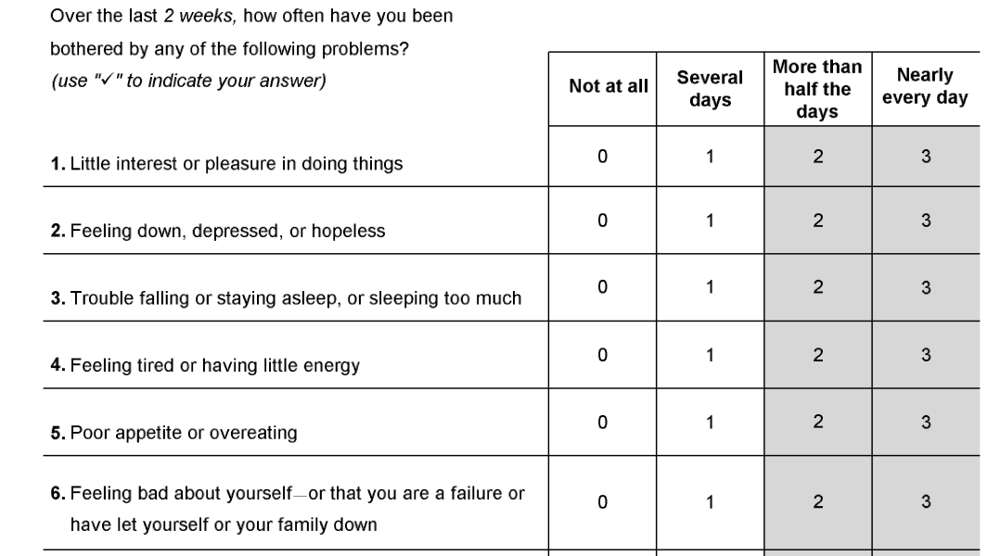 Over the last 2 weeks, how often have you been
bothered by any of the following problems?
(use "✓" to indicate your answer)
Not at all
Several
days
More than
half the
days
Nearly
every day
1. Little interest or pleasure in doing things 0 1 2 3
2. Feeling down, depressed, or hopeless 0 1 2 3
3. Trouble falling or staying asleep, or sleeping too much 0 1 2 3
4. Feeling tired or having little energy 0 1 2 3
5. Poor appetite or overeating 0 1 2 3
6. Feeling bad about yourself—or that you are a failure or
have let yourself or your family down 0 1 2 3